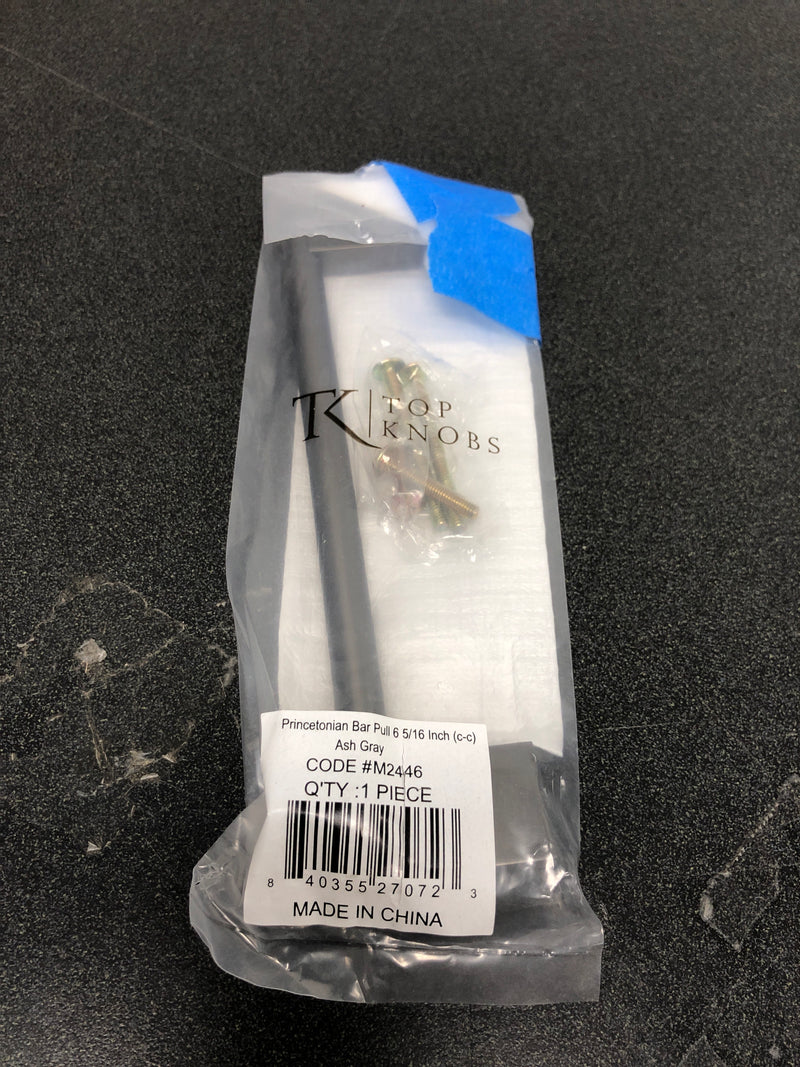 TK TOP
KNOBS
Princetonian Bar Pull 6 5/16 Inch (c-c)
Ash Gray
CODE #M2446
Q'TY :1 PIECE
8 40355 27072 3
MADE IN CHINA